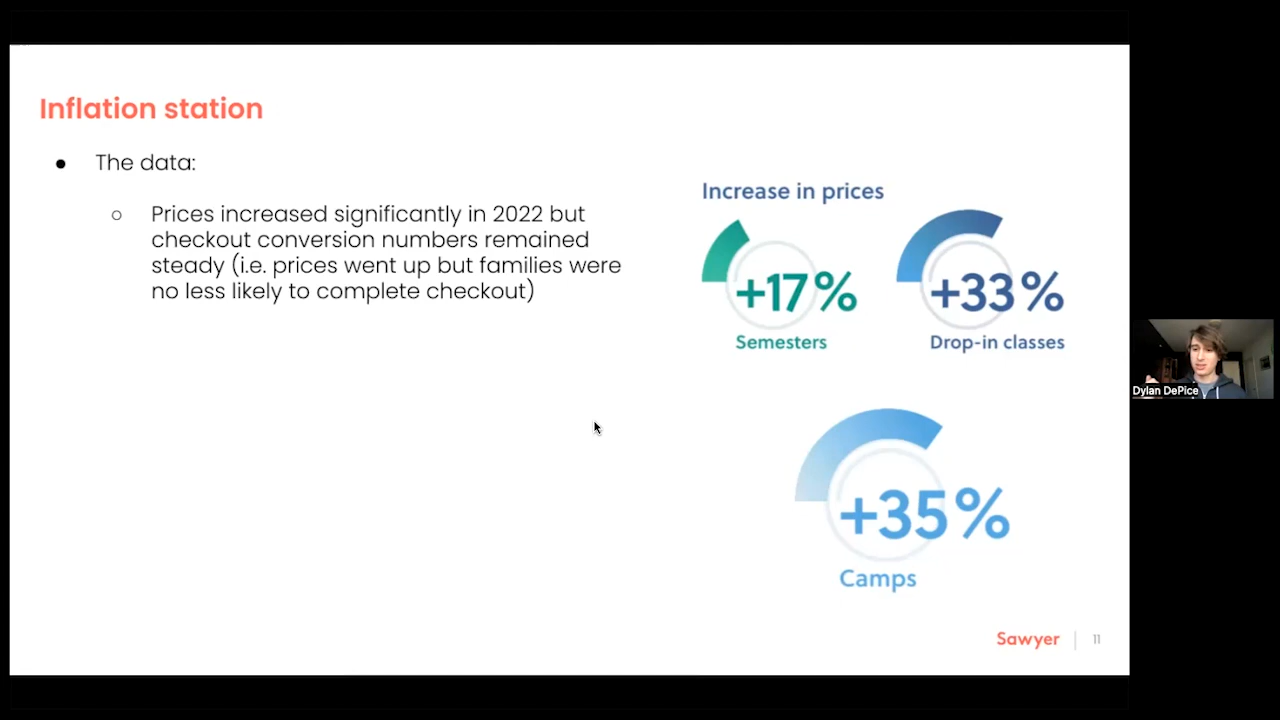 Inflation station
● The data:
○ Prices increased significantly in 2022 but
checkout conversion numbers remained
steady (i.e. prices went up but families were
no less likely to complete checkout)
Increase in prices
+17%
Semesters
+33%
Drop-in classes
+35%
Camps
Sawyer
11
Dylan DePice